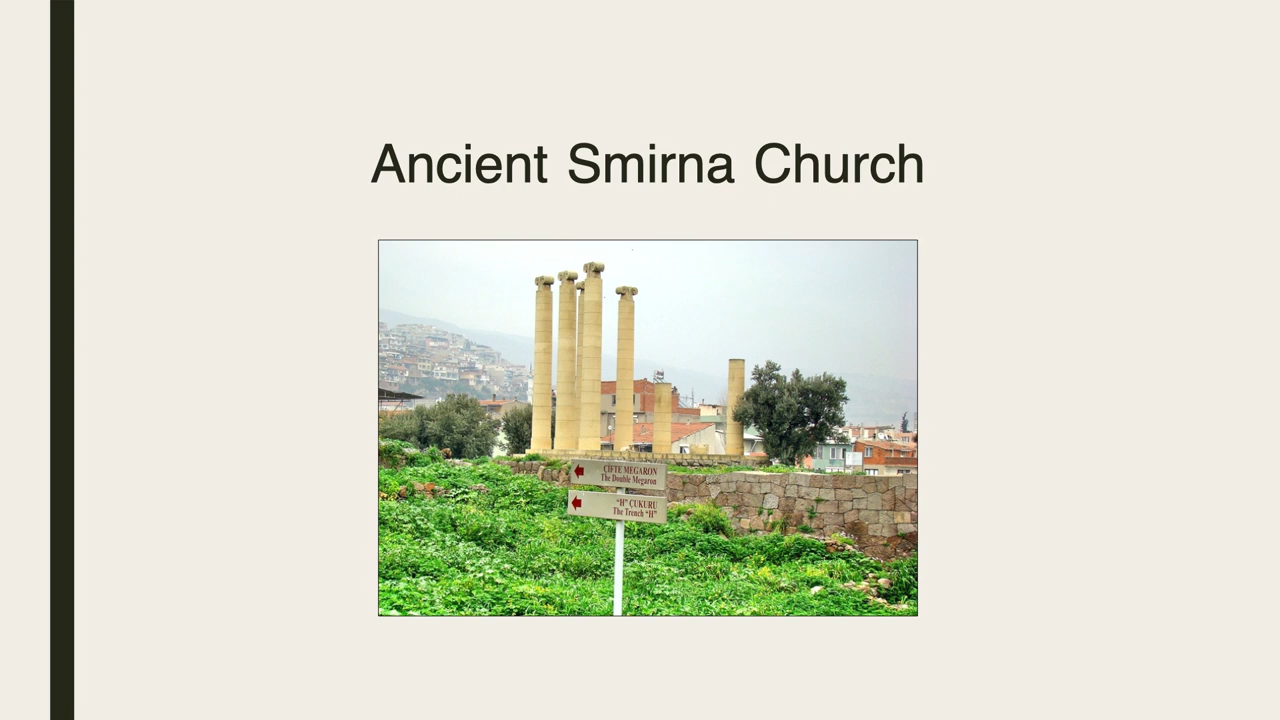 Ancient Smirna Church
ÇİFTE MEGARON
The Double Megaron
"H" ÇUKURU
The Trench "H"